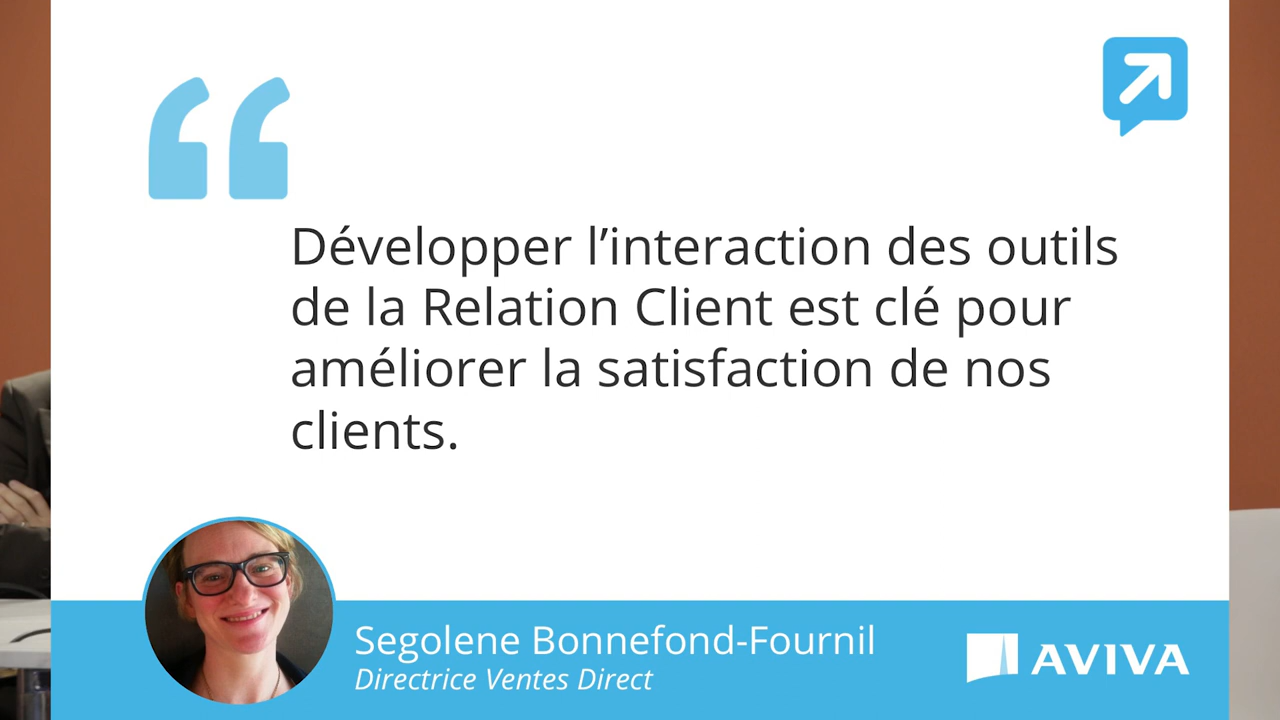 Développer l’interaction des outils
de la Relation Client est clé pour
améliorer la satisfaction de nos
clients.
Segolene Bonnefond-Fournil
Directrice Ventes Direct
AVIVA